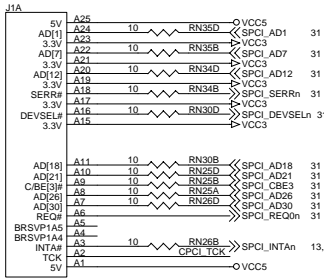 J1A
5V A25 VCC5
AD[1] A24 10 RN35D SPCI_AD1 31
3.3V A23 VCC3
AD[7] A22 10 RN35B SPCI_AD7 31
3.3V A21 VCC3
AD[12] A20 10 RN34D SPCI_AD12 31
3.3V A19 VCC3
SERR# A18 10 RN34B SPCI_SERRn 31
3.3V A17 VCC3
DEVSEL# A16 10 RN30D SPCI_DEVSELn
3.3V A15 VCC3
AD[18] A11 10 RN30B SPCI_AD18 31
AD[21] A10 10 RN25D SPCI_AD21 31
C/BE[3]# A9 10 RN25B SPCI_CBE3 31
AD[26] A8 10 RN25A SPCI_AD26 31
AD[30] A7 10 RN26D SPCI_AD30 31
REQ# A6 SPCI_REQ0n 31
BRSVP1A5 A5
BRSVP1A4 A4
INTA# A3 10 RN26B SPCI_INTAn 13,
TCK A2 CPCI_TCK
5V A1 VCC5